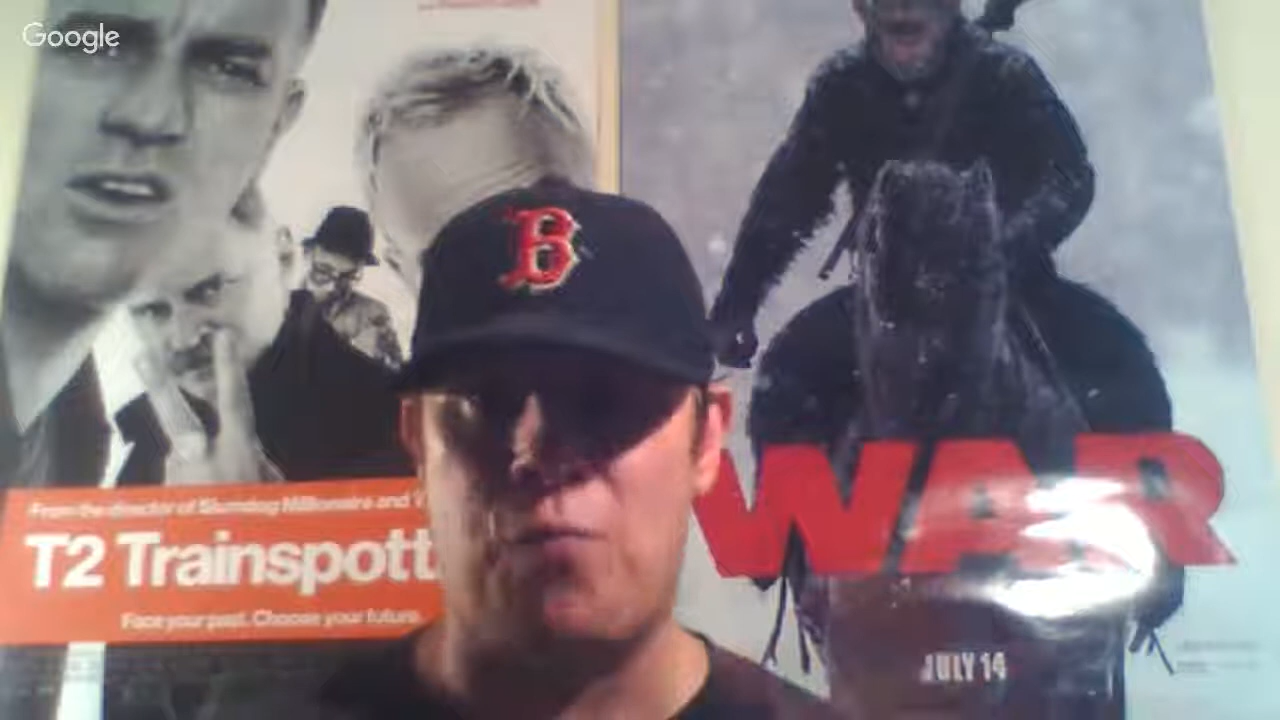 Google
B
From the director of Slumdog Millionaire and
T2 Trainspott
Face your past. Choose your future.
WAR
JULY 14